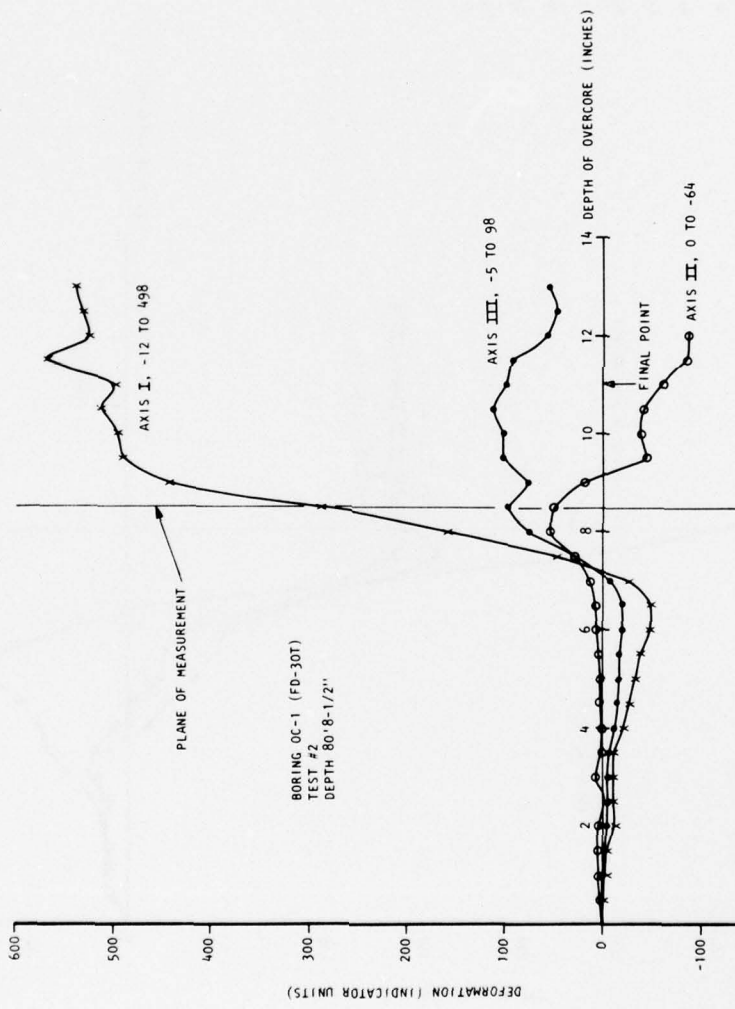 600
500
400
300
200
100
0
-100
DEFORMATION (INDICATOR UNITS)
2
4
6
8
10
12
14
DEPTH OF OVERCORE (INCHES)
PLANE OF MEASUREMENT
BORING OC-1 (FD-30T)
TEST #2
DEPTH 80'8-1/2"
AXIS I, -12 TO 498
AXIS III, -5 TO 98
FINAL POINT
AXIS II, 0 TO -64